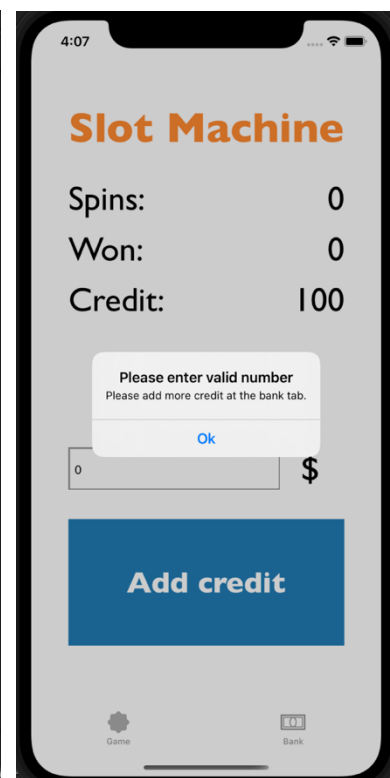 4:07
Slot Machine
Spins: 0
Won: 0
Credit: 100
Please enter valid number
Please add more credit at the bank tab.
Ok
0 $
Add credit
Game Bank